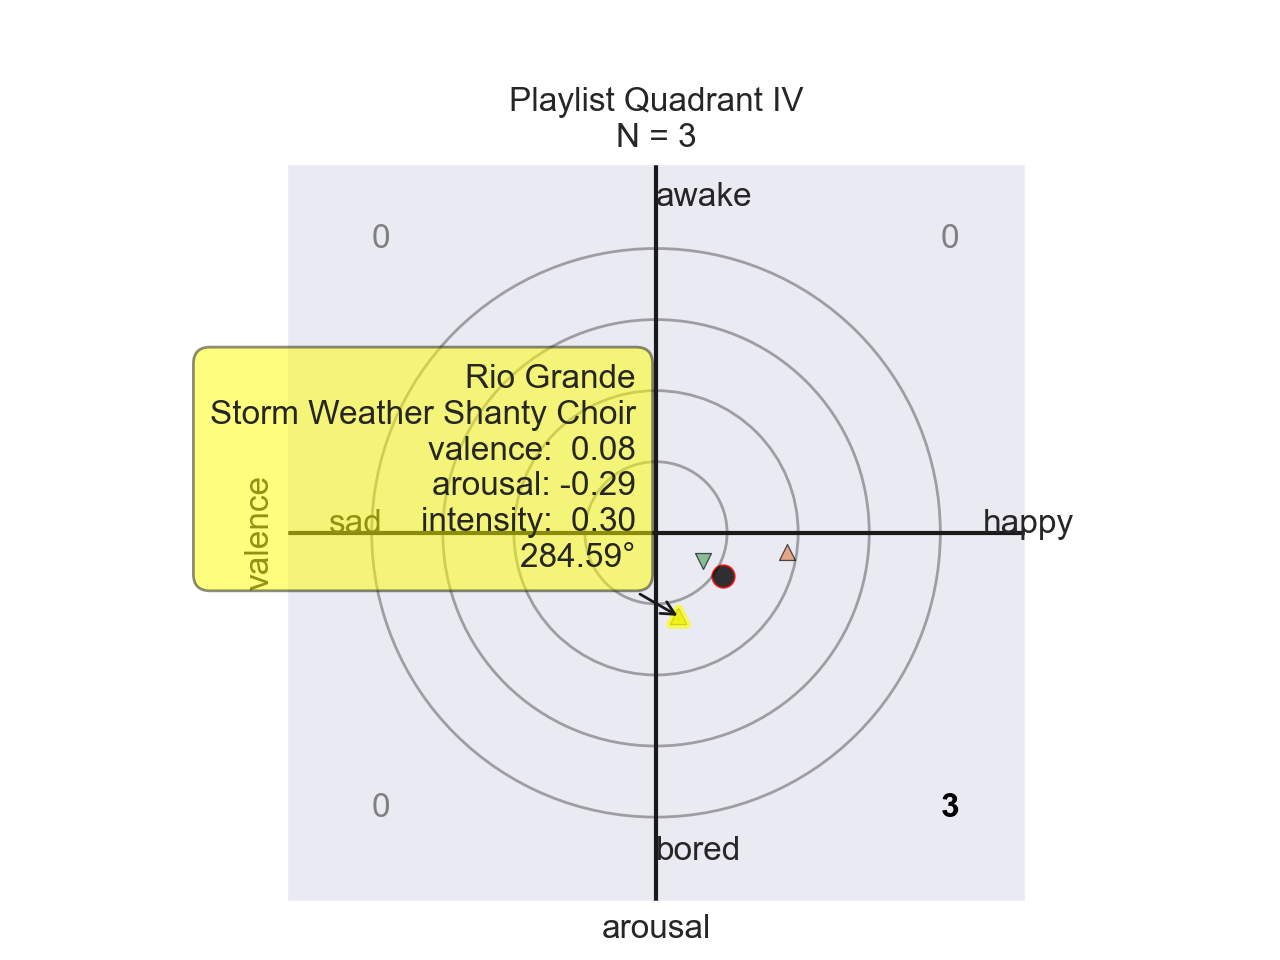 Playlist Quadrant IV
N = 3
awake
0
0
Rio Grande
Storm Weather Shanty Choir
valence:  0.08
arousal: -0.29
intensity:  0.30
284.59°
valence
sad
happy
0
3
bored
arousal